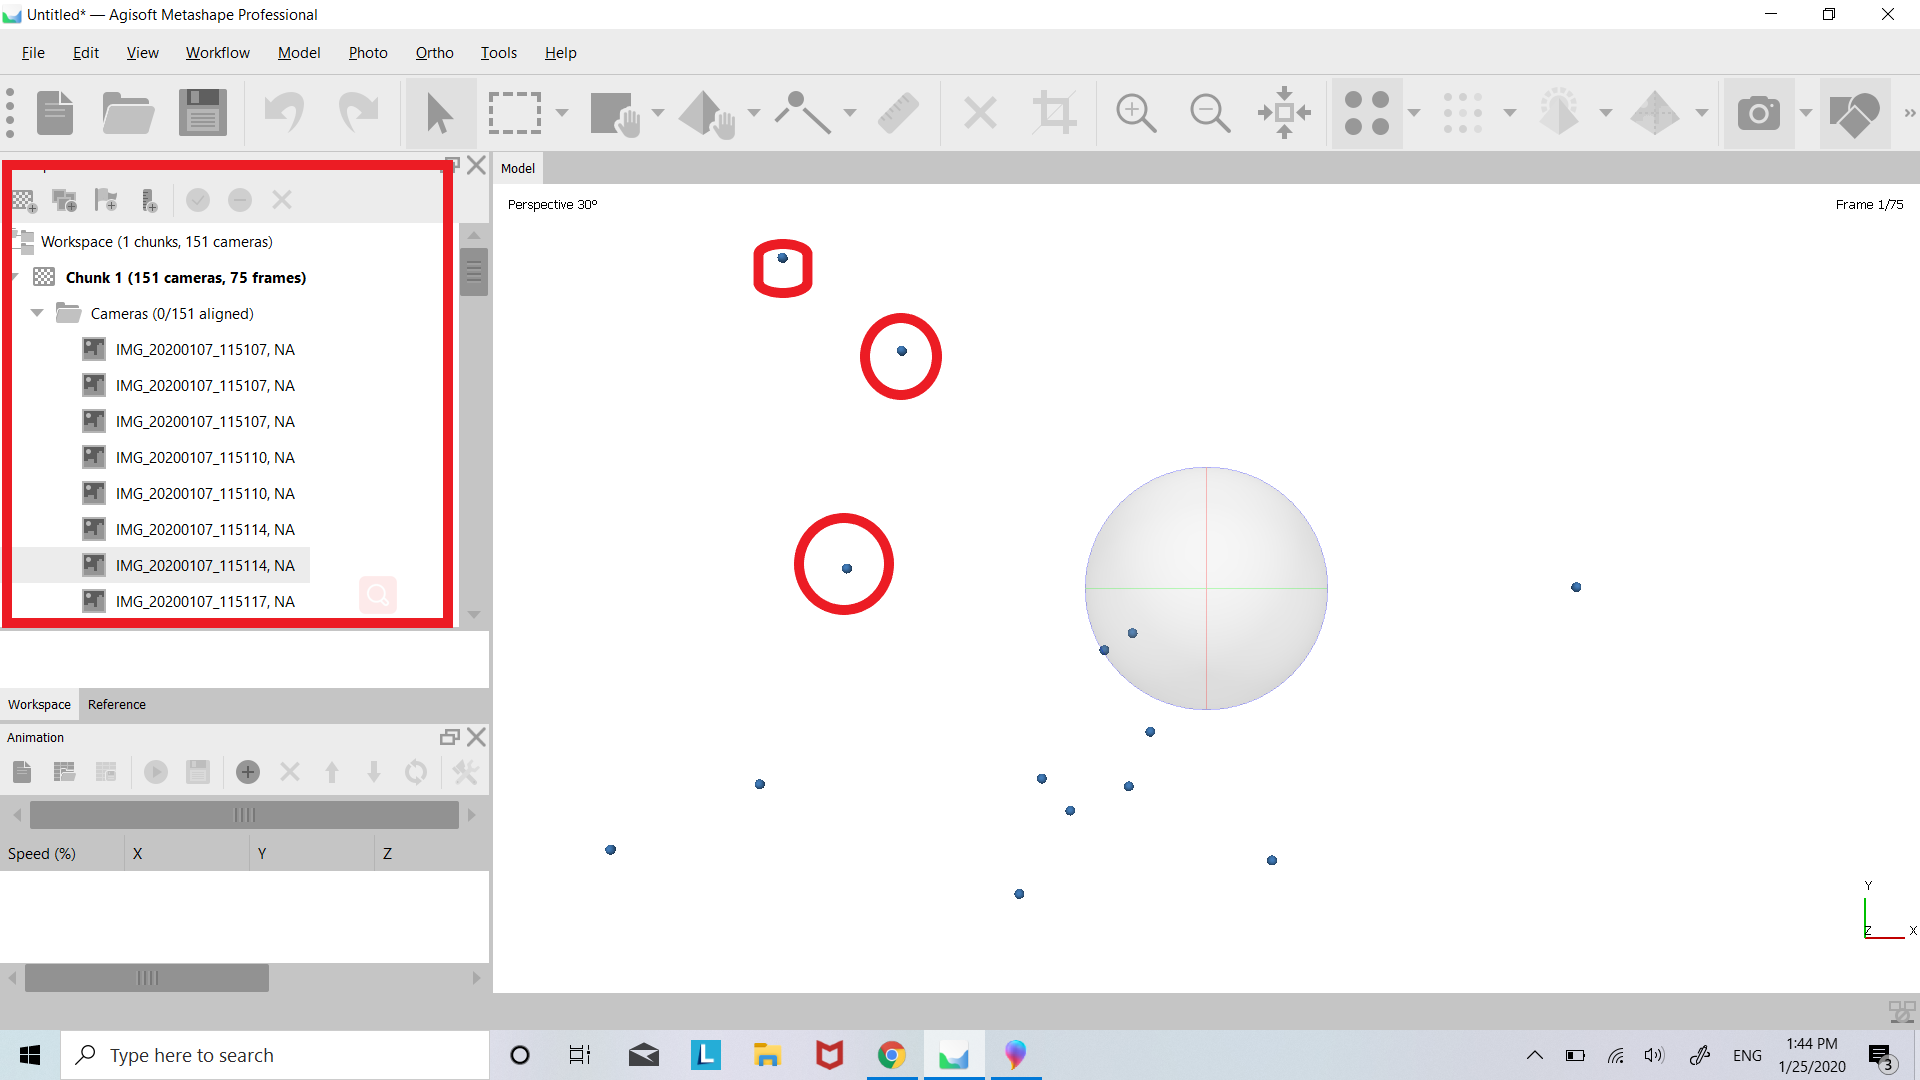 Untitled* — Agisoft Metashape Professional
File Edit View Workflow Model Photo Ortho Tools Help
Model
Perspective 30°
Frame 1/75
Workspace (1 chunks, 151 cameras)
Chunk 1 (151 cameras, 75 frames)
Cameras (0/151 aligned)
IMG_20200107_115107, NA
IMG_20200107_115107, NA
IMG_20200107_115107, NA
IMG_20200107_115110, NA
IMG_20200107_115110, NA
IMG_20200107_115114, NA
IMG_20200107_115114, NA
IMG_20200107_115117, NA
Workspace Reference
Animation
Speed (%) X Y Z
Y
Z X
Type here to search
L
ENG
1:44 PM
1/25/2020
3